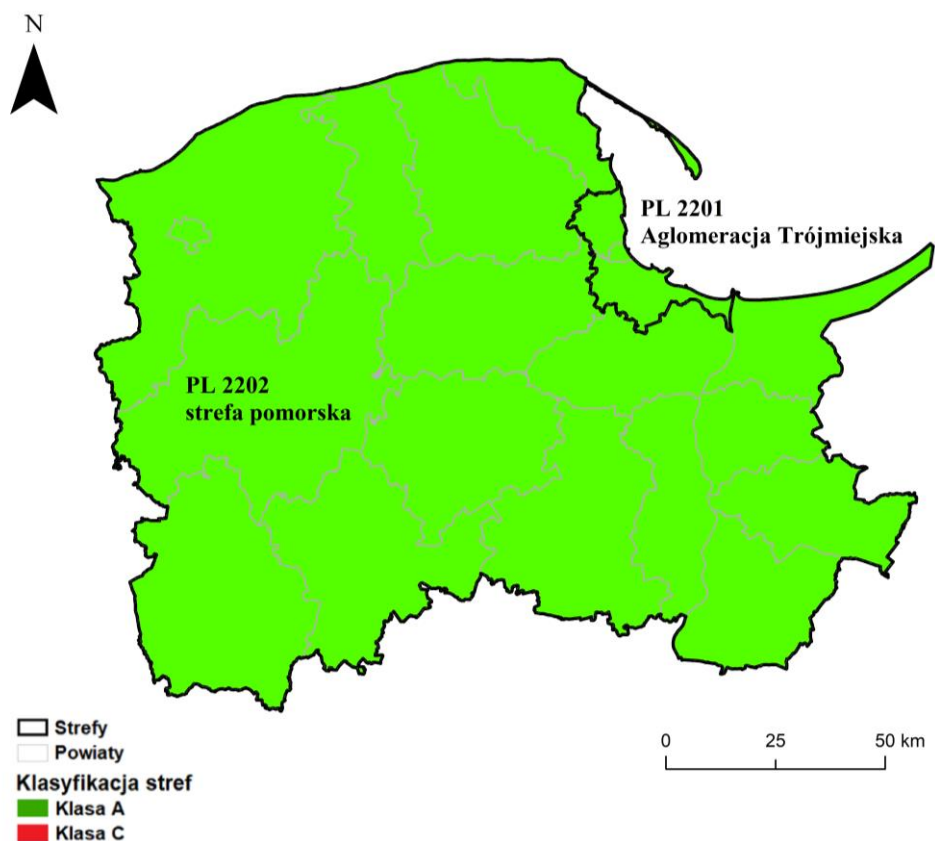 N
PL 2201
Aglomeracja Trójmiejska
PL 2202
strefa pomorska
Strefy
Powiaty
Klasyfikacja stref
Klasa A
Klasa C
0 25 50 km